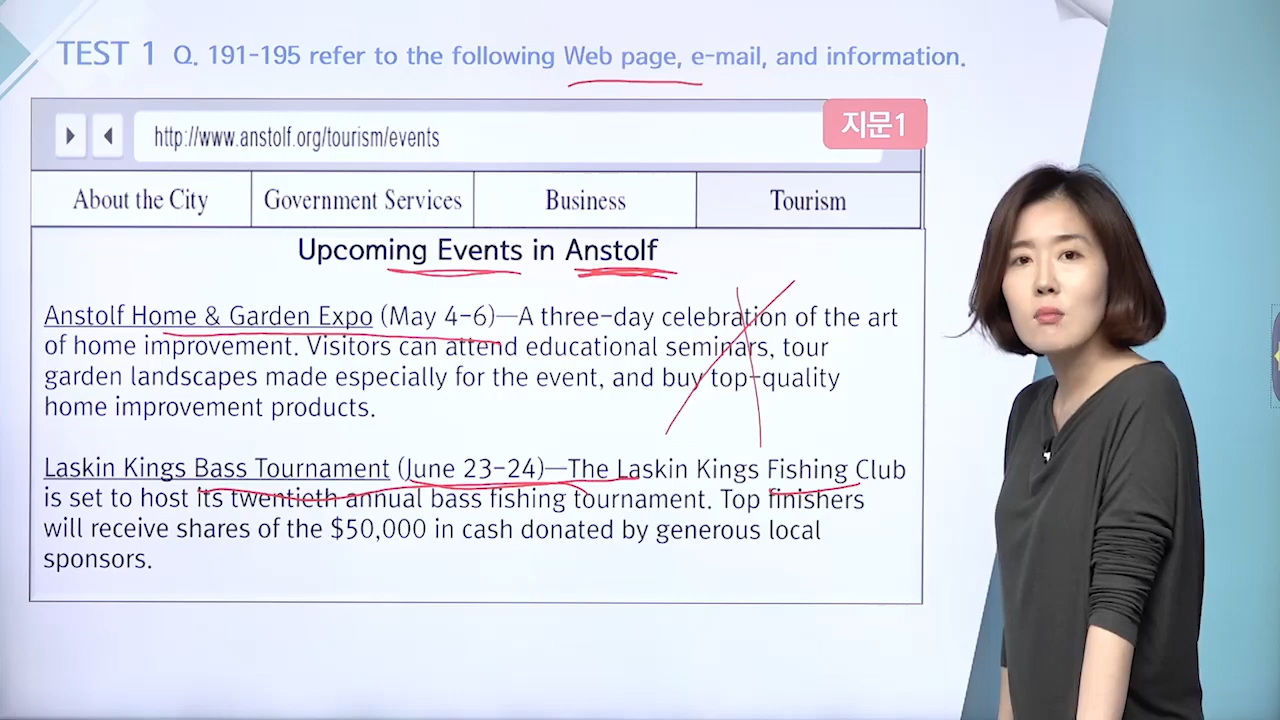 TEST 1 Q. 191-195 refer to the following Web page, e-mail, and information.
지문1
http://www.anstolf.org/tourism/events
About the City Government Services Business Tourism
Upcoming Events in Anstolf
Anstolf Home & Garden Expo (May 4-6)—A three-day celebration of the art
of home improvement. Visitors can attend educational seminars, tour
garden landscapes made especially for the event, and buy top-quality
home improvement products.
Laskin Kings Bass Tournament (June 23-24)—The Laskin Kings Fishing Club
is set to host its twentieth annual bass fishing tournament. Top finishers
will receive shares of the $50,000 in cash donated by generous local
sponsors.